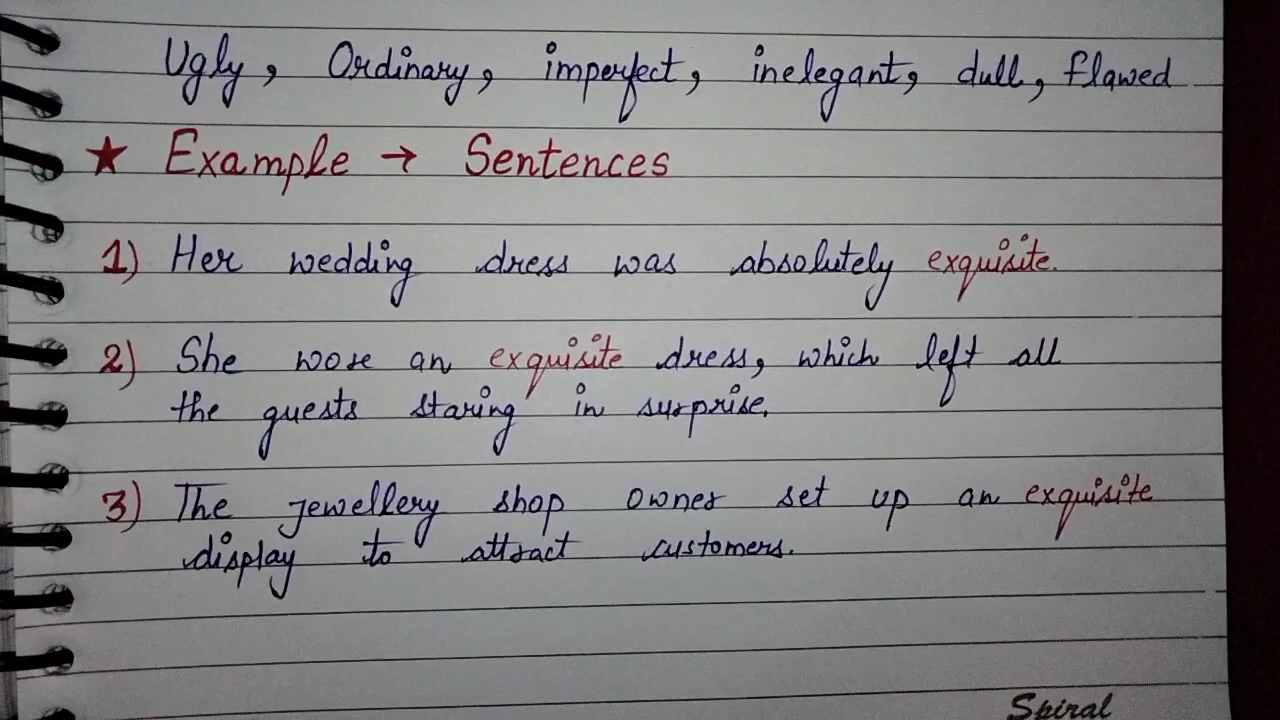 Ugly, Ordinary, imperfect, inelegant, dull, flawed
★ Example → Sentences
1) Her wedding dress was absolutely exquisite.
2) She wore an exquisite dress, which left all
the guests staring in surprise.
3) The jewellery shop owner set up an exquisite
display to attract customers.
Spiral